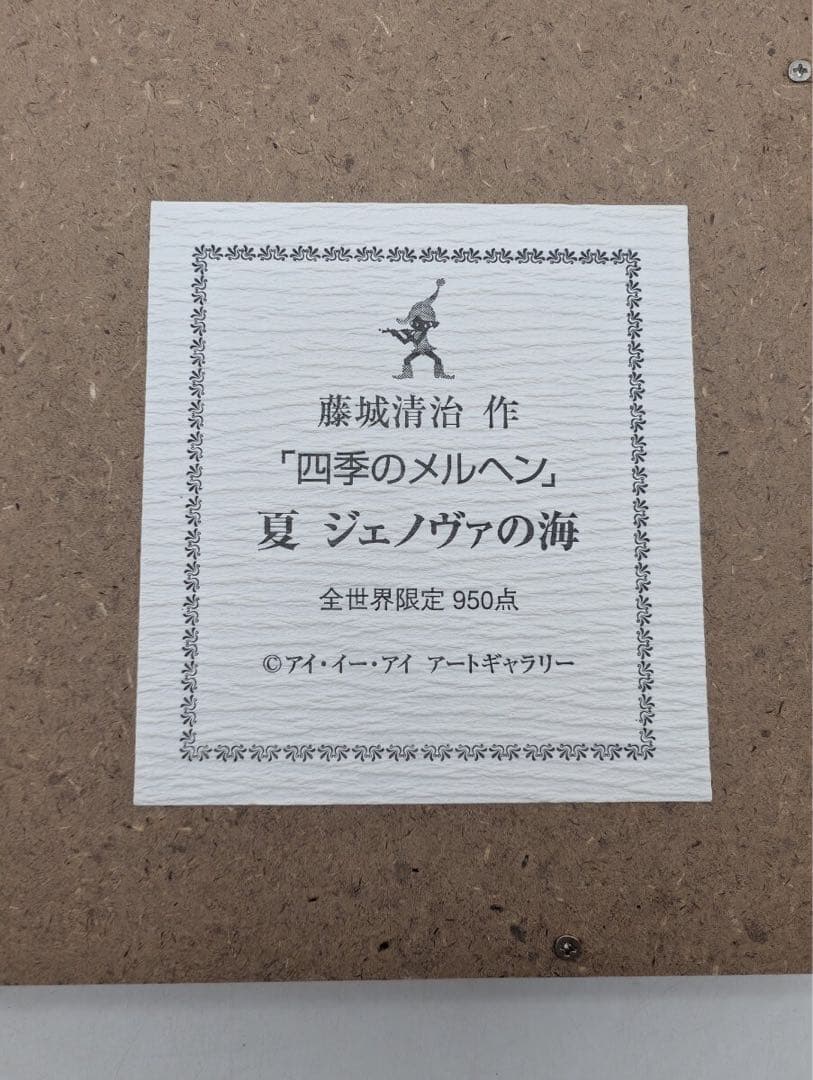 藤城清治 作
「四季のメルヘン」
夏 ジェノヴァの海
全世界限定 950点
©アイ・イー・アイ アートギャラリー